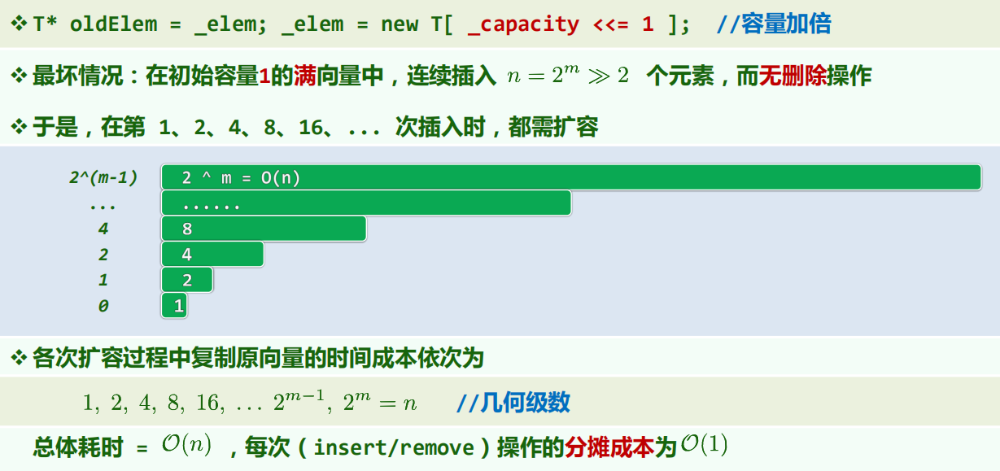 ❖ T* oldElem = _elem; _elem = new T[ _capacity <<= 1 ]; //容量加倍
❖ 最坏情况：在初始容量1的满向量中，连续插入 n = 2^m ≫ 2 个元素，而无删除操作
❖ 于是，在第 1、2、4、8、16、... 次插入时，都需扩容
2^(m-1) 2 ^ m = O(n)
... ......
4 8
2 4
1 2
0 1
❖ 各次扩容过程中复制原向量的时间成本依次为
1, 2, 4, 8, 16, … 2^{m−1}, 2^m = n //几何级数
总体耗时 = O(n) ，每次（insert/remove）操作的分摊成本为O(1)